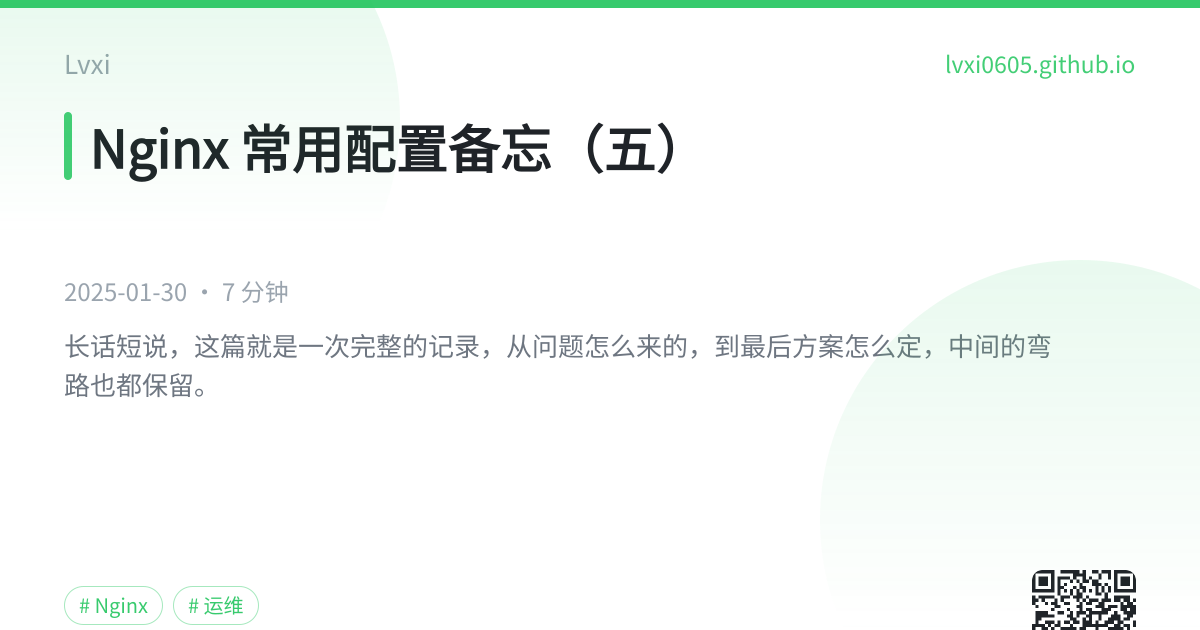 Lvxi
lvxi0605.github.io
Nginx 常用配置备忘（五）
2025-01-30 · 7 分钟
长话短说，这篇就是一次完整的记录，从问题怎么来的，到最后方案怎么定，中间的弯
路也都保留。
# Nginx
# 运维